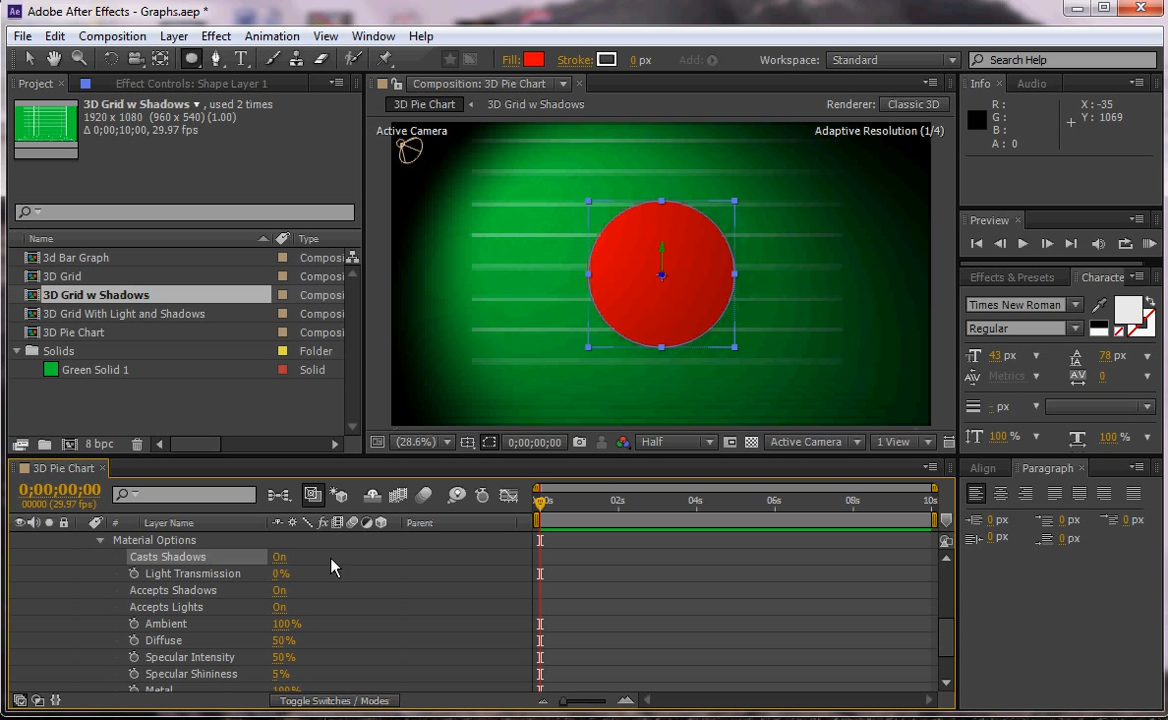 Ae Adobe After Effects - Graphs.aep *
File Edit Composition Layer Effect Animation View Window Help
Fill: Stroke: 0 px Add: Workspace: Standard Search Help
Project × Effect Controls: Shape Layer 1
3D Grid w Shadows ▼, used 2 times
1920 x 1080 (960 x 540) (1.00)
Δ 0;00;10;00, 29.97 fps
Name Type
3d Bar Graph Composi
3D Grid Composi
3D Grid w Shadows Composi
3D Grid With Light and Shadows Composi
3D Pie Chart Composi
Solids Folder
Green Solid 1 Solid
8 bpc
Composition: 3D Pie Chart
3D Pie Chart 3D Grid w Shadows Renderer: Classic 3D
Active Camera Adaptive Resolution (1/4)
(28.6%) 0;00;00;00 Half Active Camera 1 View
Info × Audio
R: X: -35
G: Y: 1069
B:
A: 0
Preview ×
Effects & Presets Characte
Times New Roman
Regular
43 px 78 px
Metrics 0
- px
100 % 100 %
Align Paragraph ×
0 px 0 px 0 px
0 px 0 px
3D Pie Chart ×
0;00;00;00
00000 (29.97 fps)
# Layer Name Parent
00s 02s 04s 06s 08s 10s
Material Options
Casts Shadows On
Light Transmission 0%
Accepts Shadows On
Accepts Lights On
Ambient 100%
Diffuse 50%
Specular Intensity 50%
Specular Shininess 5%
Metal 100%
Toggle Switches / Modes